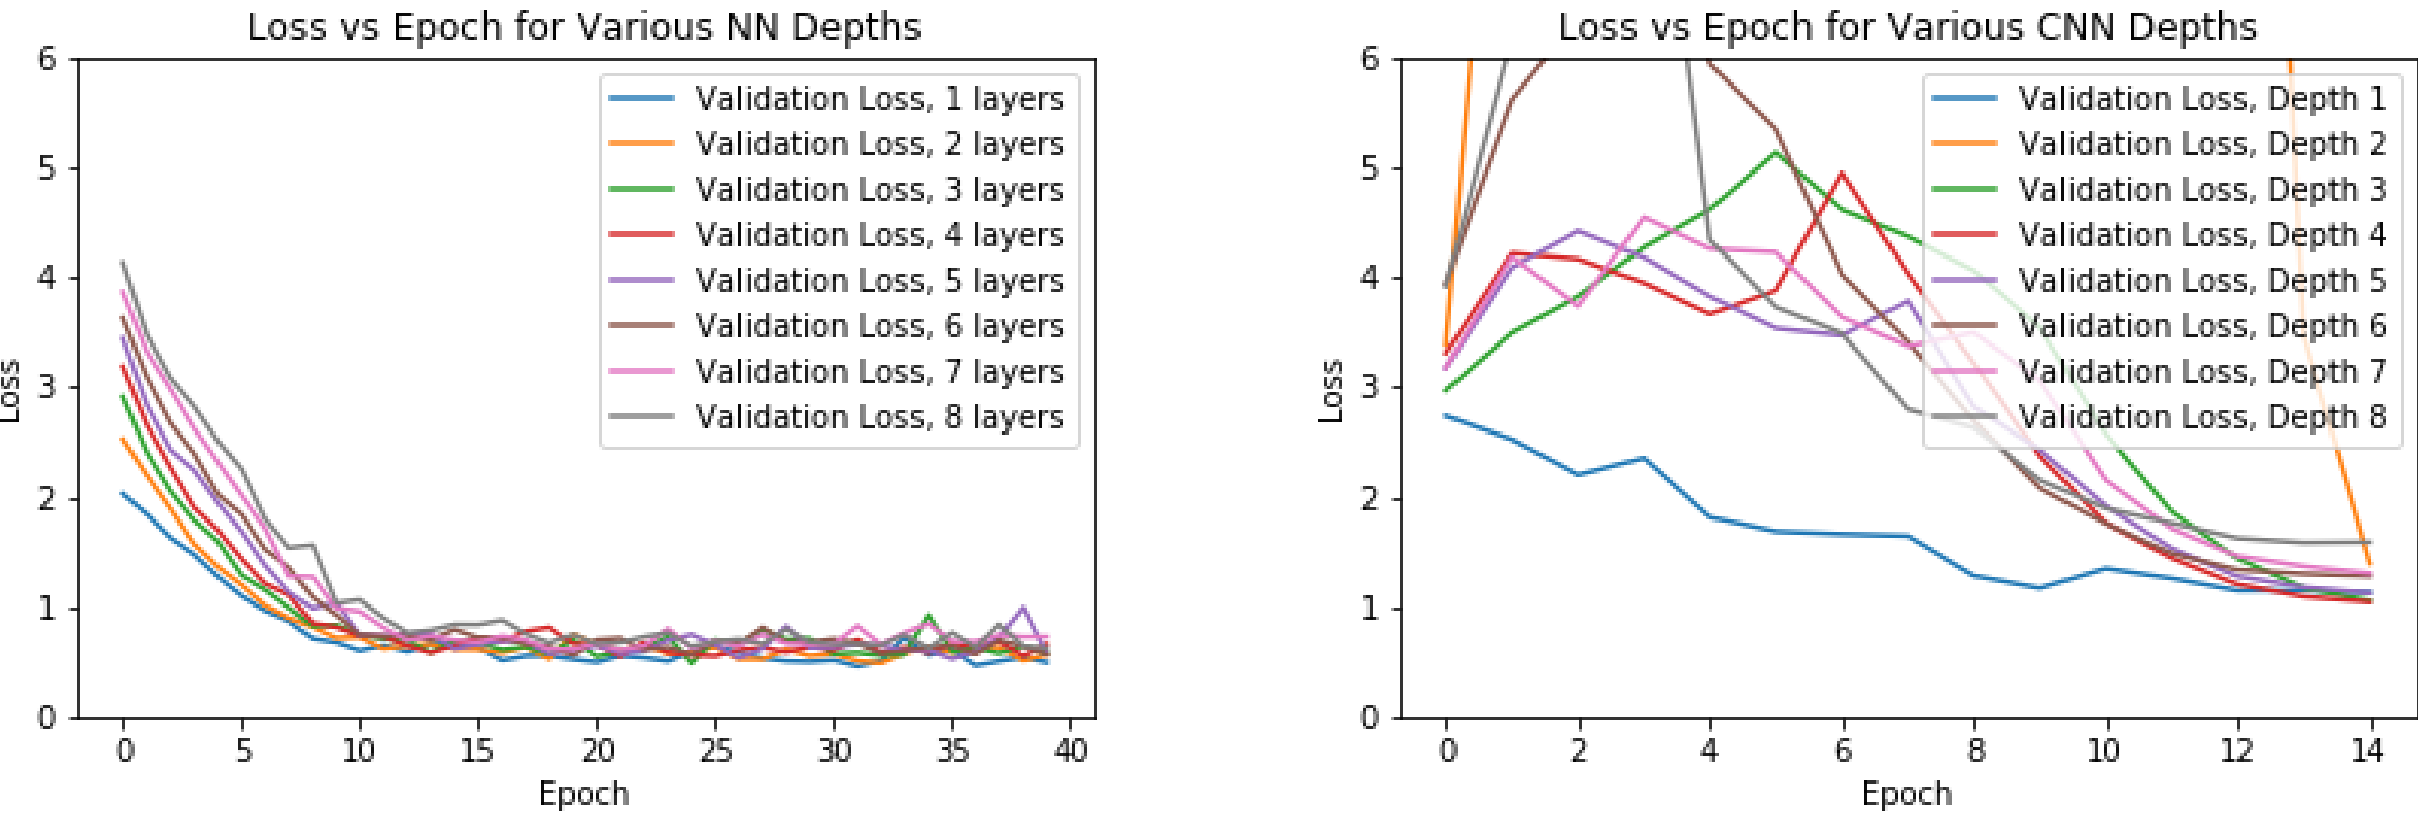 Loss vs Epoch for Various NN Depths
6
5
4
3
2
1
0
Loss
0 5 10 15 20 25 30 35 40
Epoch
Validation Loss, 1 layers
Validation Loss, 2 layers
Validation Loss, 3 layers
Validation Loss, 4 layers
Validation Loss, 5 layers
Validation Loss, 6 layers
Validation Loss, 7 layers
Validation Loss, 8 layers
Loss vs Epoch for Various CNN Depths
6
5
4
3
2
1
0
Loss
0 2 4 6 8 10 12 14
Epoch
Validation Loss, Depth 1
Validation Loss, Depth 2
Validation Loss, Depth 3
Validation Loss, Depth 4
Validation Loss, Depth 5
Validation Loss, Depth 6
Validation Loss, Depth 7
Validation Loss, Depth 8